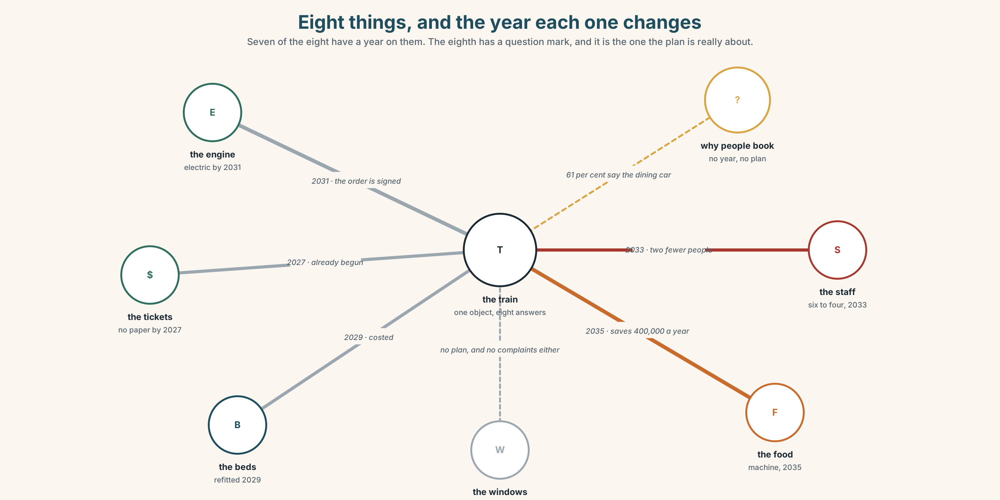 Eight things, and the year each one changes
Seven of the eight have a year on them. The eighth has a question mark, and it is the one the plan is really about.
?
E
why people book
no year, no plan
the engine
electric by 2031
61 per cent say the dining car
2031 · the order is signed
T
2033 · two fewer people
S
2027 · already begun
$
the staff
six to four, 2033
the train
one object, eight answers
the tickets
no paper by 2027
2035 · saves 400,000 a year
2029 · costed
no plan, and no complaints either
F
B
W
the food
machine, 2035
the beds
refitted 2029
the windows